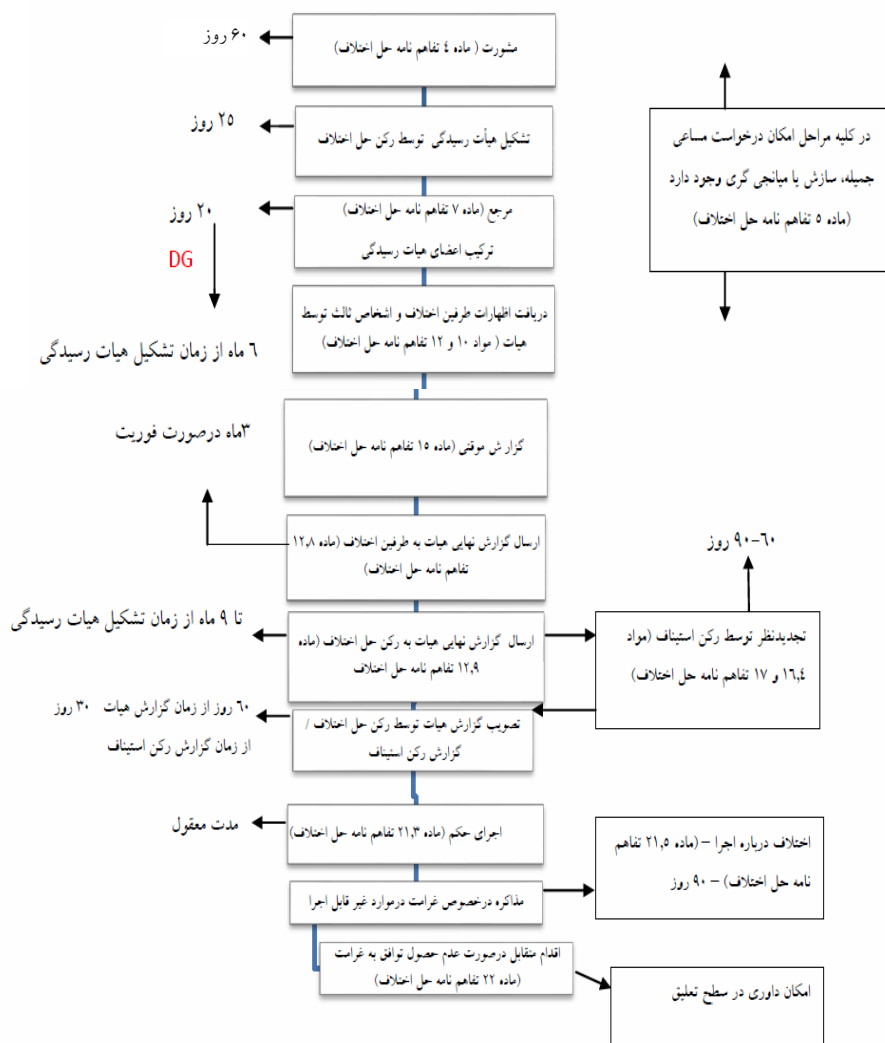 ۶۰ روز
مشورت ( ماده ٤ تفاهم نامه حل اختلاف)
۲۵ روز
تشکیل هیأت رسیدگی توسط رکن حل اختلاف
در کلیه مراحل امکان درخواست مساعی
جمیله، سازش یا میانجی گری وجود دارد
(ماده ۵ تفاهم نامه حل اختلاف)
۲۰ روز
DG
مرجع (ماده ۷ تفاهم نامه حل اختلاف)
ترکیب اعضای هیات رسیدگی
دریافت اظهارات طرفین اختلاف و اشخاص ثالث توسط
هیات ( مواد ۱۰ و ۱۲ تفاهم نامه حل اختلاف)
٦ ماه از زمان تشکیل هیات رسیدگی
۳ماه درصورت فوریت
گزار ش موقتی (ماده ۱۵ تفاهم نامه حل اختلاف)
ارسال گزارش نهایی هیات به طرفین اختلاف (ماده ۱۲,۸
تفاهم نامه حل اختلاف)
۹۰-۶۰ روز
تا ۹ ماه از زمان تشکیل هیات رسیدگی
ارسال گزارش نهایی هیات به رکن حل اختلاف (ماده
۱۲,۹ تفاهم نامه حل اختلاف
تجدیدنظر توسط رکن استیناف (مواد
۱٦,٤ و ۱۷ تفاهم نامه حل اختلاف)
٦۰ روز از زمان گزارش هیات ۳۰ روز
از زمان گزارش رکن استیناف
تصویب گزارش هیات توسط رکن حل اختلاف /
گزارش رکن استیناف
مدت معقول
اجرای حکم (ماده ۲۱,۳ تفاهم نامه حل اختلاف)
اختلاف درباره اجرا – (ماده ۲۱,۵ تفاهم
نامه حل اختلاف) – ۹۰ روز
مذاکره درخصوص غرامت درموارد غیر قابل اجرا
اقدام متقابل درصورت عدم حصول توافق به غرامت
(ماده ۲۲ تفاهم نامه حل اختلاف)
امکان داوری در سطح تعلیق